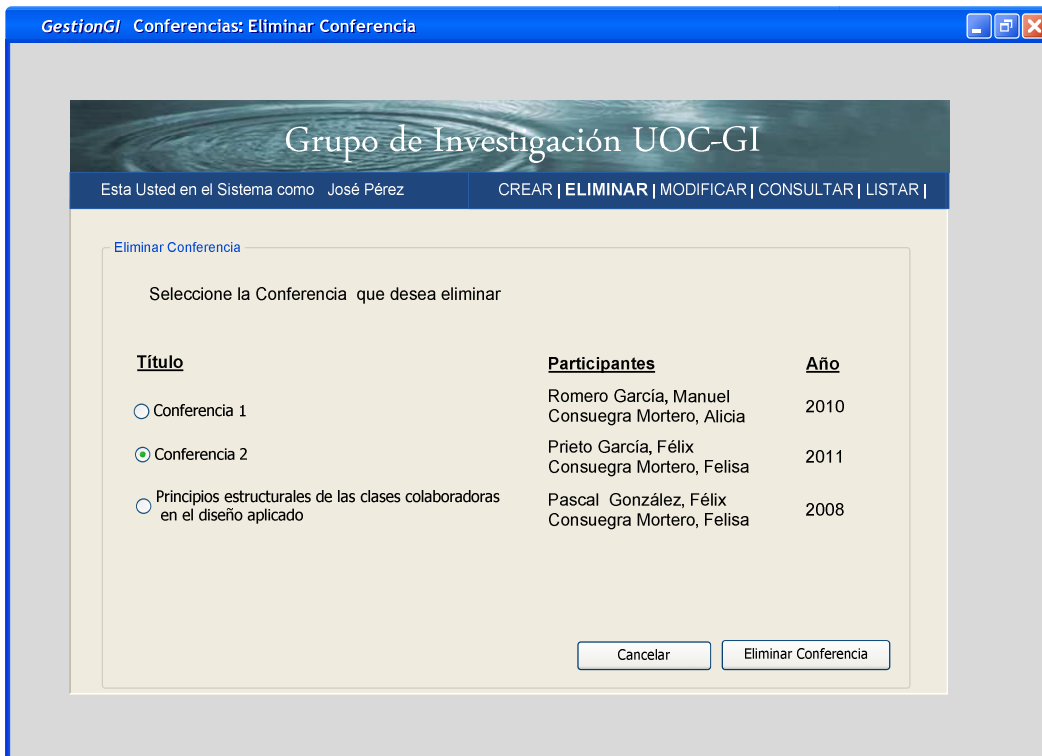 GestionGI Conferencias: Eliminar Conferencia
Grupo de Investigación UOC-GI
Esta Usted en el Sistema como José Pérez
CREAR | ELIMINAR | MODIFICAR | CONSULTAR | LISTAR |
Eliminar Conferencia
Seleccione la Conferencia que desea eliminar
Título Participantes Año
Conferencia 1
Romero García, Manuel
Consuegra Mortero, Alicia
2010
Conferencia 2
Prieto García, Félix
Consuegra Mortero, Felisa
2011
Principios estructurales de las clases colaboradoras
en el diseño aplicado
Pascal González, Félix
Consuegra Mortero, Felisa
2008
Cancelar
Eliminar Conferencia